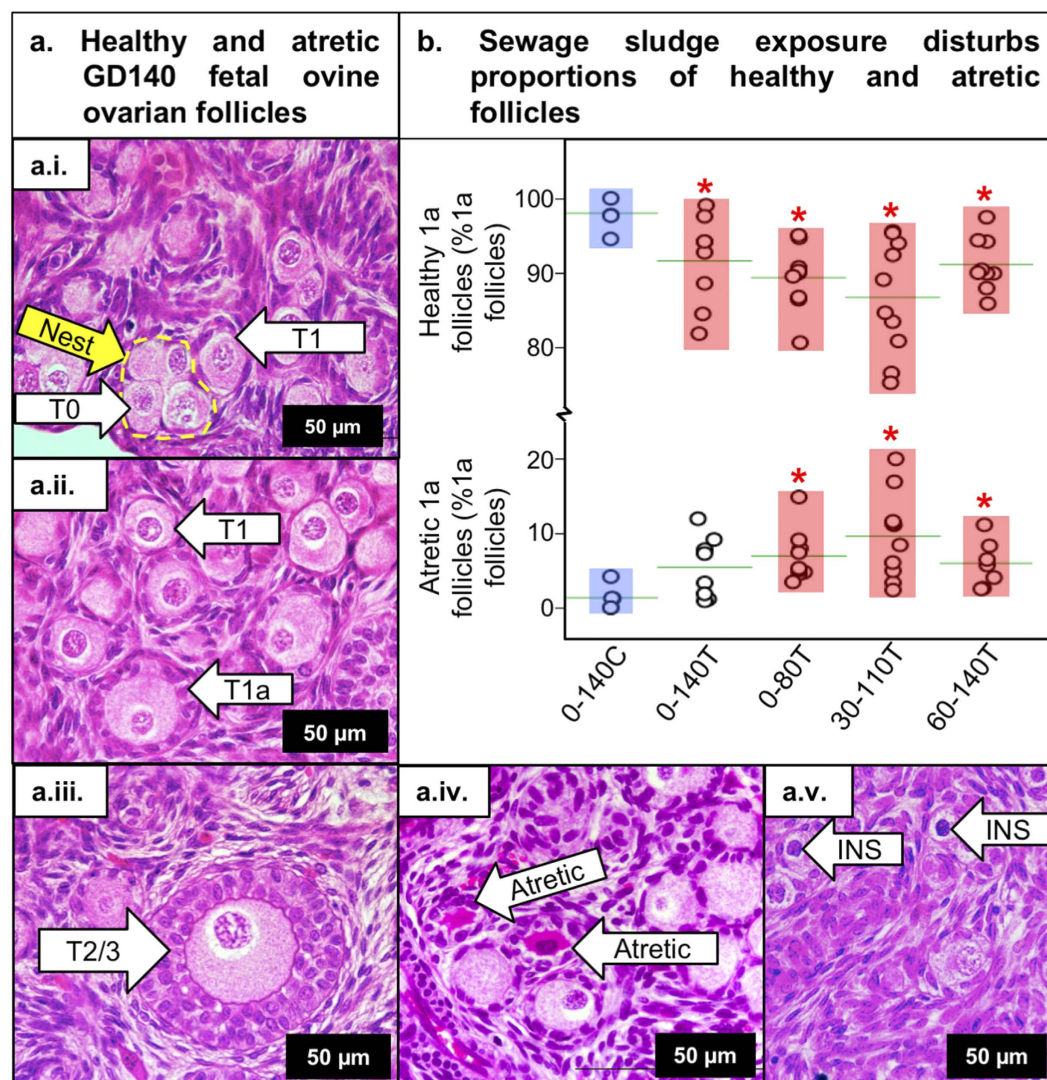 a. Healthy and atretic
GD140 fetal ovine
ovarian follicles
b. Sewage sludge exposure disturbs
proportions of healthy and atretic
follicles
a.i.
Nest
T1
T0
50 µm
a.ii.
T1
T1a
50 µm
Healthy 1a
follicles (%1a
follicles)
100
90
80
* * * *
Atretic 1a
follicles (%1a
follicles)
20
10
0
* * *
0-140C
0-140T
0-80T
30-110T
60-140T
a.iii.
T2/3
50 µm
a.iv.
Atretic
Atretic
50 µm
a.v.
INS
INS
50 µm